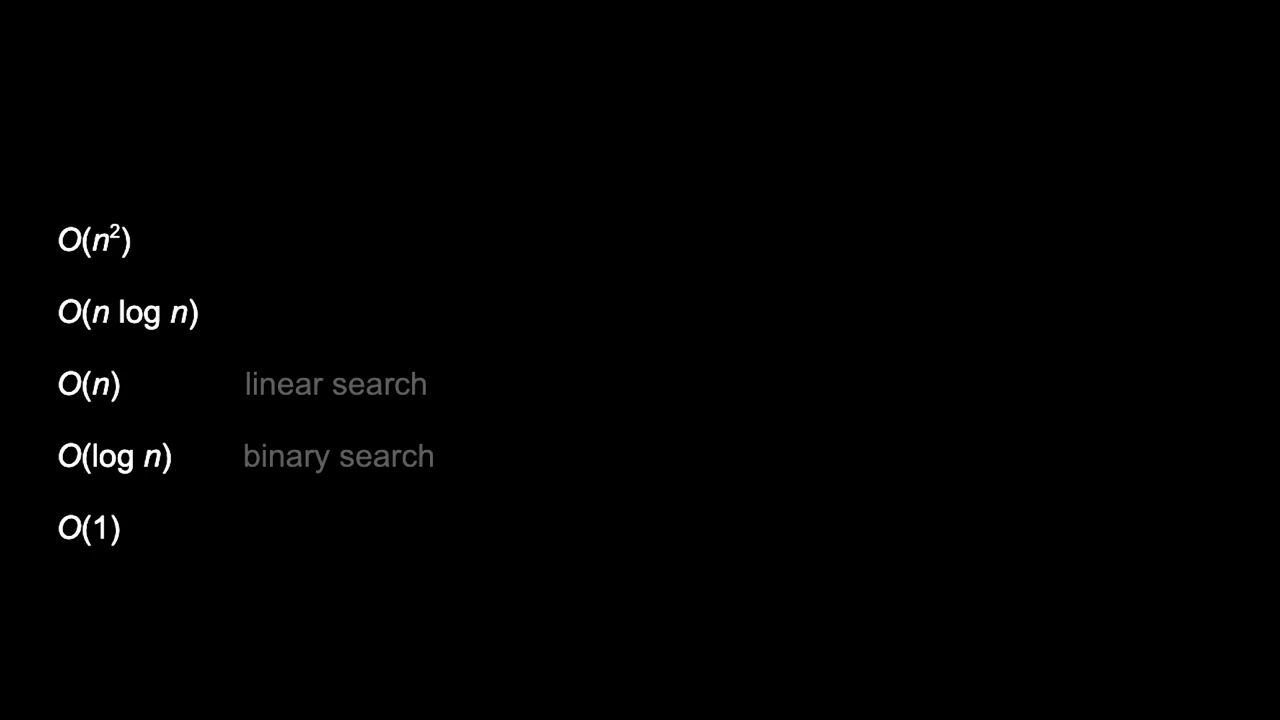 O(n²)
O(n log n)
O(n) linear search
O(log n) binary search
O(1)